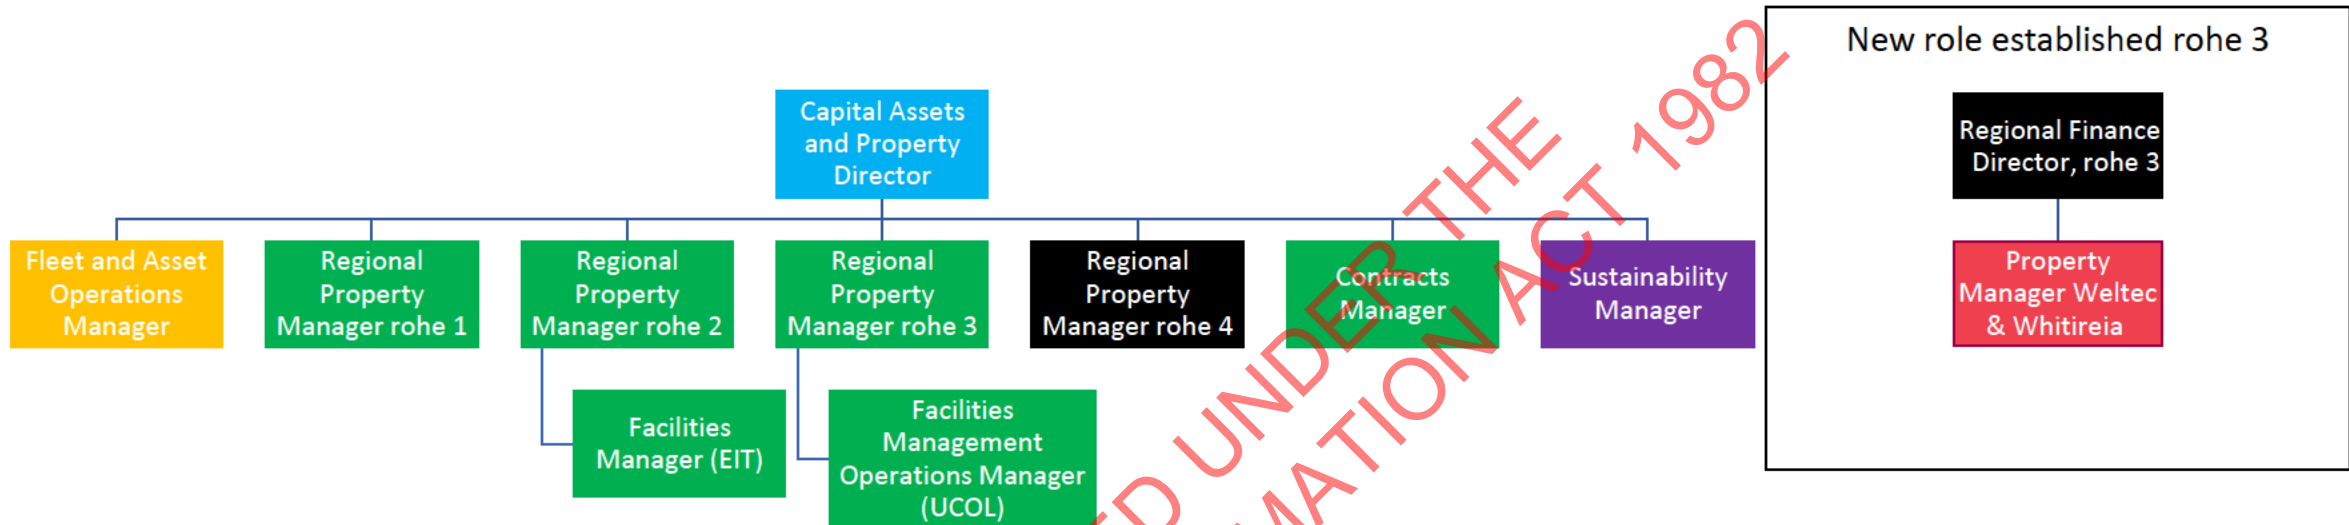 New role established rohe 3
Capital Assets
and Property
Director
Regional Finance
Director, rohe 3
Fleet and Asset
Operations
Manager
Regional
Property
Manager rohe 1
Regional
Property
Manager rohe 2
Regional
Property
Manager rohe 3
Regional
Property
Manager rohe 4
Contracts
Manager
Sustainability
Manager
Property
Manager Weltec
& Whitireia
Facilities
Manager (EIT)
Facilities
Management
Operations Manager
(UCOL)
UNDER THE
ACT 1982